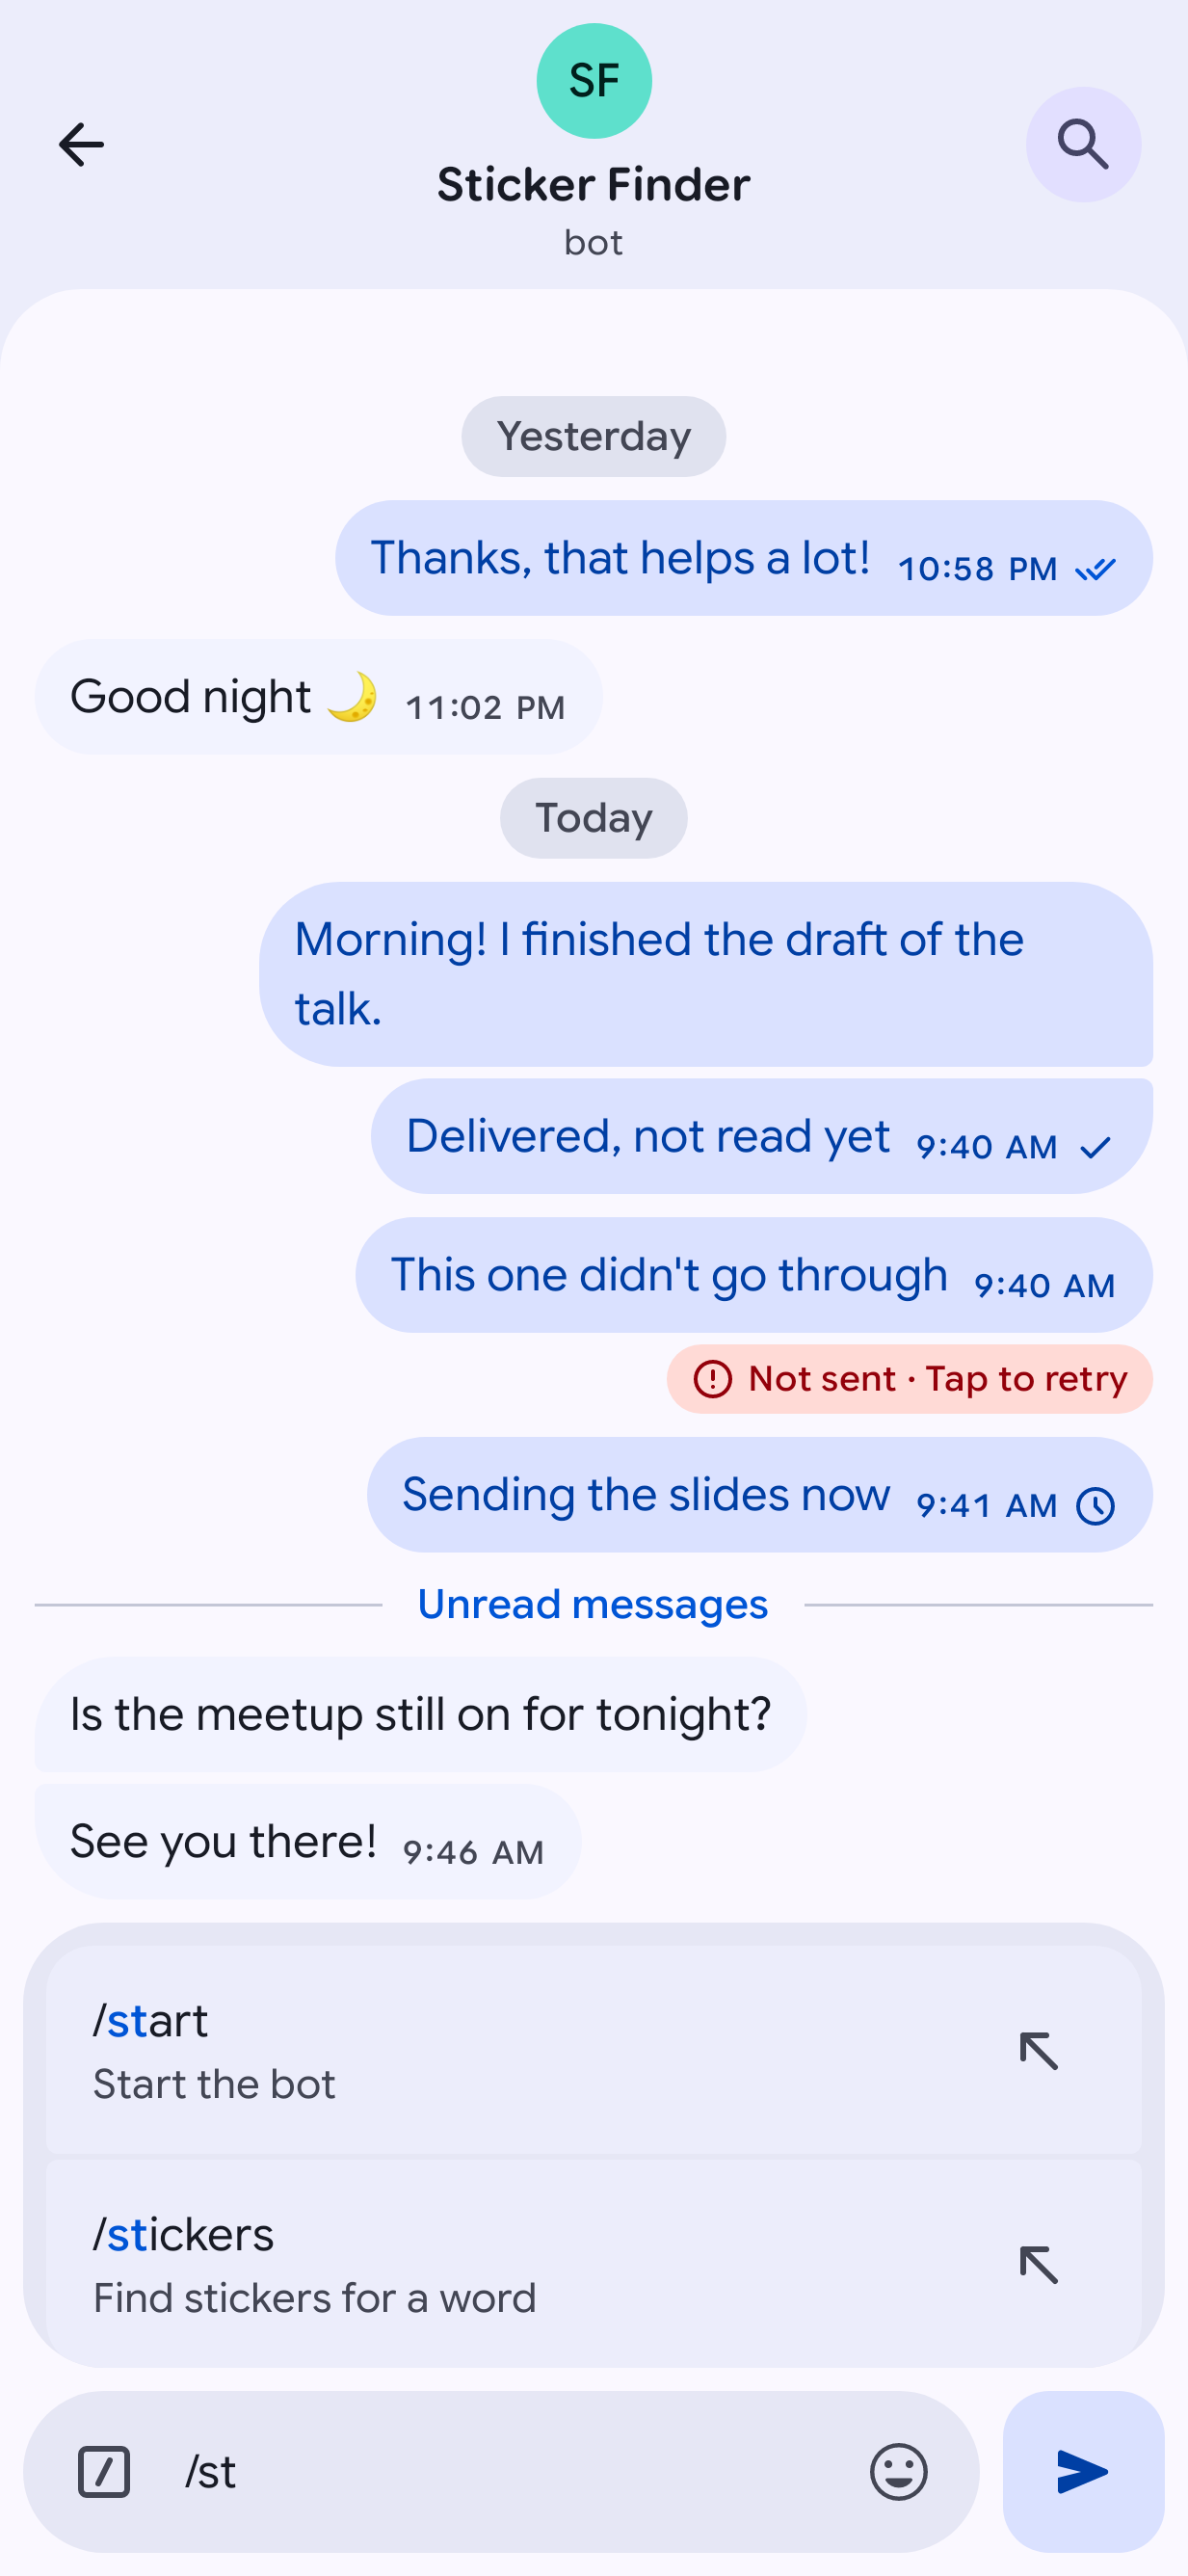 SF
Sticker Finder
bot
Yesterday
Thanks, that helps a lot! 10:58 PM
Good night 🌙 11:02 PM
Today
Morning! I finished the draft of the
talk.
Delivered, not read yet 9:40 AM
This one didn't go through 9:40 AM
Not sent · Tap to retry
Sending the slides now 9:41 AM
Unread messages
Is the meetup still on for tonight?
See you there! 9:46 AM
/start
Start the bot
/stickers
Find stickers for a word
/st